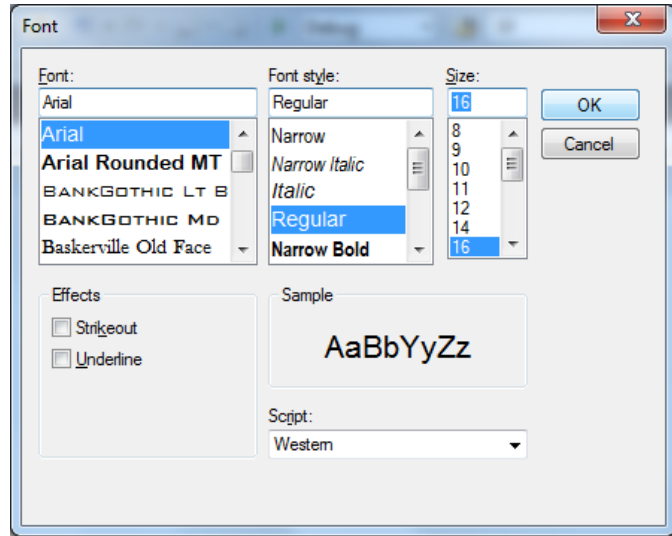 Font
Font:
Arial
Arial
Arial Rounded MT
BANKGOTHIC LT B
BANKGOTHIC MD
Baskerville Old Face
Font style:
Regular
Narrow
Narrow Italic
Italic
Regular
Narrow Bold
Size:
16
8
9
10
11
12
14
16
OK
Cancel
Effects
Strikeout
Underline
Sample
AaBbYyZz
Script:
Western